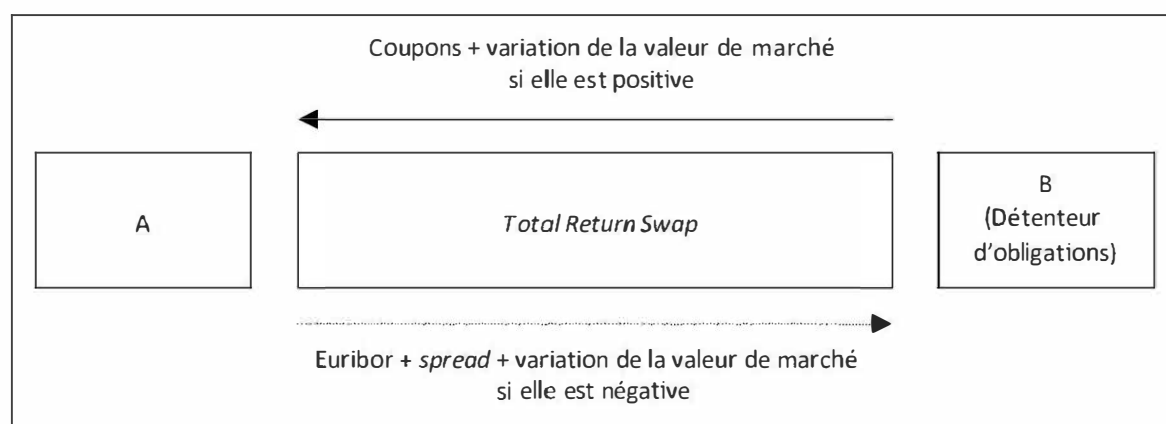 Coupons + variation de la valeur de marché
si elle est positive
A
Total Return Swap
B
(Détenteur
d'obligations)
Euribor + spread + variation de la valeur de marché
si elle est négative